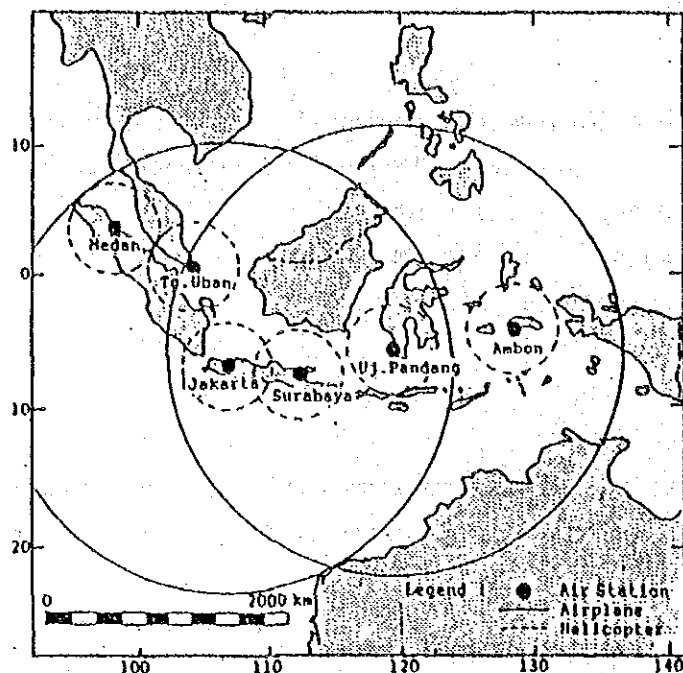 10
0
10
20
Medan
Tg.Uban
Jakarta
Surabaya
Uj.Pandang
Ambon
Legend
Air Station
Airplane
Helicopter
0 2000 km
100 110 120 130 140